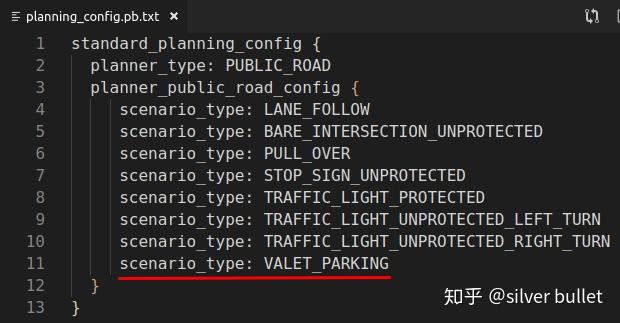 planning_config.pb.txt ×
1 standard_planning_config {
2 planner_type: PUBLIC_ROAD
3 planner_public_road_config {
4 scenario_type: LANE_FOLLOW
5 scenario_type: BARE_INTERSECTION_UNPROTECTED
6 scenario_type: PULL_OVER
7 scenario_type: STOP_SIGN_UNPROTECTED
8 scenario_type: TRAFFIC_LIGHT_PROTECTED
9 scenario_type: TRAFFIC_LIGHT_UNPROTECTED_LEFT_TURN
10 scenario_type: TRAFFIC_LIGHT_UNPROTECTED_RIGHT_TURN
11 scenario_type: VALET_PARKING
12 }
13 }
知乎 @silver bullet